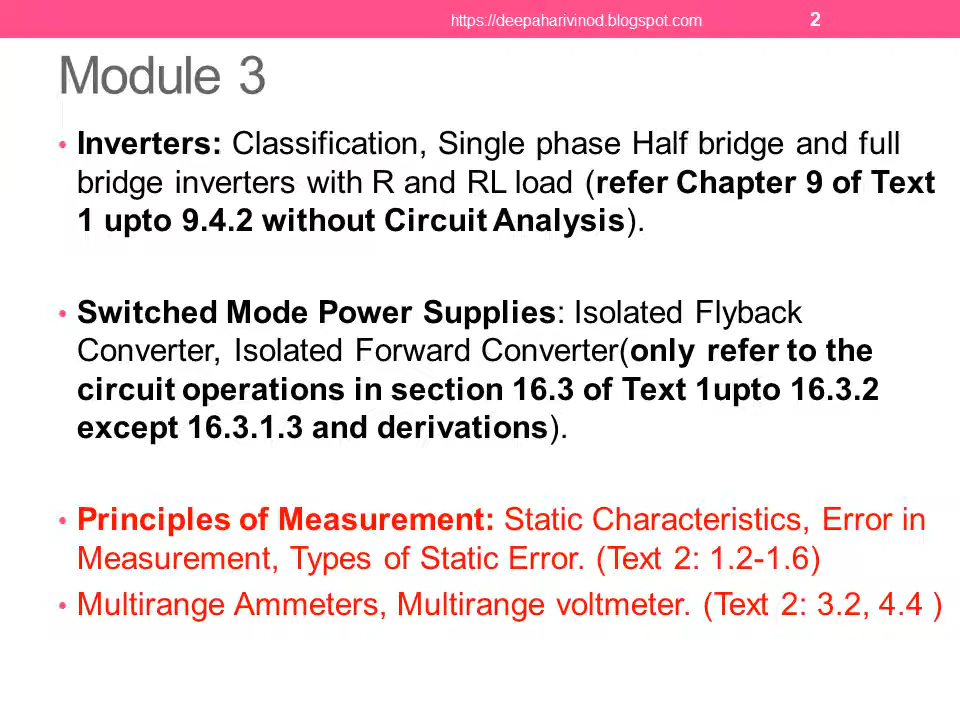 https://deepaharivinod.blogspot.com 2
Module 3
• Inverters: Classification, Single phase Half bridge and full
bridge inverters with R and RL load (refer Chapter 9 of Text
1 upto 9.4.2 without Circuit Analysis).
• Switched Mode Power Supplies: Isolated Flyback
Converter, Isolated Forward Converter(only refer to the
circuit operations in section 16.3 of Text 1upto 16.3.2
except 16.3.1.3 and derivations).
• Principles of Measurement: Static Characteristics, Error in
Measurement, Types of Static Error. (Text 2: 1.2-1.6)
• Multirange Ammeters, Multirange voltmeter. (Text 2: 3.2, 4.4 )